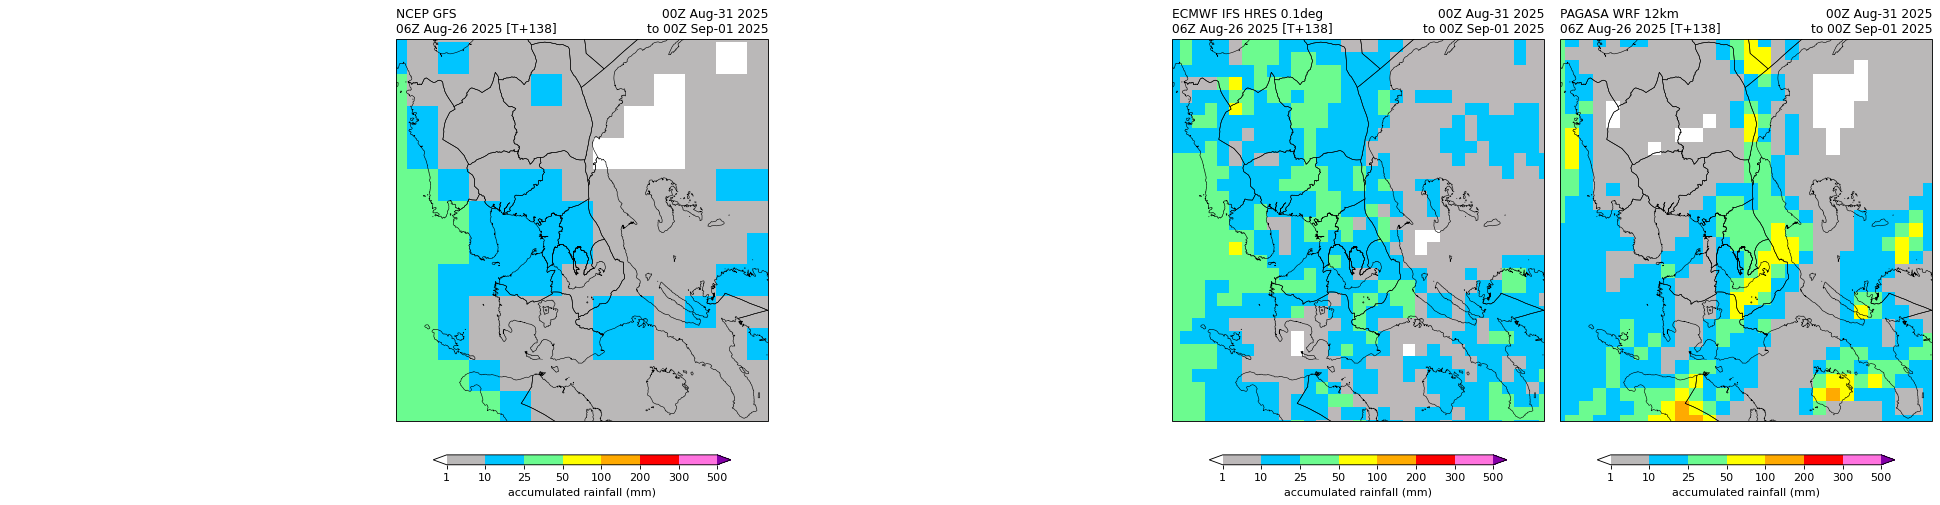 NCEP GFS 00Z Aug-31 2025
06Z Aug-26 2025 [T+138] to 00Z Sep-01 2025
1 10 25 50 100 200 300 500
accumulated rainfall (mm)
ECMWF IFS HRES 0.1deg 00Z Aug-31 2025
06Z Aug-26 2025 [T+138] to 00Z Sep-01 2025
1 10 25 50 100 200 300 500
accumulated rainfall (mm)
PAGASA WRF 12km 00Z Aug-31 2025
06Z Aug-26 2025 [T+138] to 00Z Sep-01 2025
1 10 25 50 100 200 300 500
accumulated rainfall (mm)